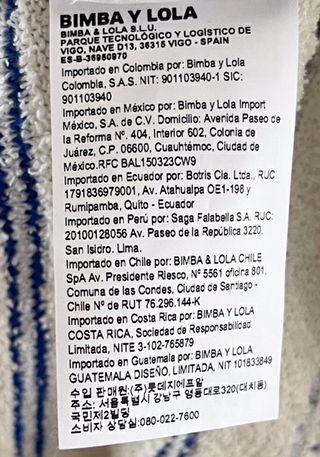 BIMBA Y LOLA
BIMBA & LOLA S.L.U.
PARQUE TECNOLÓGICO Y LOGÍSTICO DE
VIGO, NAVE D13, 36315 VIGO - SPAIN
ES-B-36950970
Importado en Colombia por: Bimba y Lola
Colombia, S.A.S. NIT: 901103940-1 SIC:
901103940
Importado en México por: Bimba y Lola Import
México, S.A. de C.V. Domicilio: Avenida Paseo de
la Reforma N°. 404, Interior 602, Colonia de
Juárez, C.P. 06600, Cuauhtémoc, Ciudad de
México.RFC BAL150323CW9
Importado en Ecuador por: Botris Cia. Ltda., RUC
1791836979001, Av. Atahualpa OE1-198 y
Rumipamba, Quito - Ecuador
Importado en Perú por: Saga Falabella S.A. RUC:
20100128056 Av. Paseo de la República 3220.
San Isidro. Lima.
Importado en Chile por: BIMBA & LOLA CHILE
SpA Av. Presidente Riesco, N° 5561 oficina 801.
Comuna de las Condes, Ciudad de Santiago -
Chile N° de RUT 76.296.144-K
Importado en Costa Rica por: BIMBA Y LOLA
COSTA RICA, Sociedad de Responsabilidad
Limitada, NITE 3-102-765879
Importado en Guatemala por: BIMBA Y LOLA
GUATEMALA DISEÑO, LIMITADA, NIT 101833849
수입 판매원:(주)롯데지에프알
주소: 서울특별시 강남구 영동대로320(대치동)
국민제2빌딩
소비자 상담실:080-022-7600